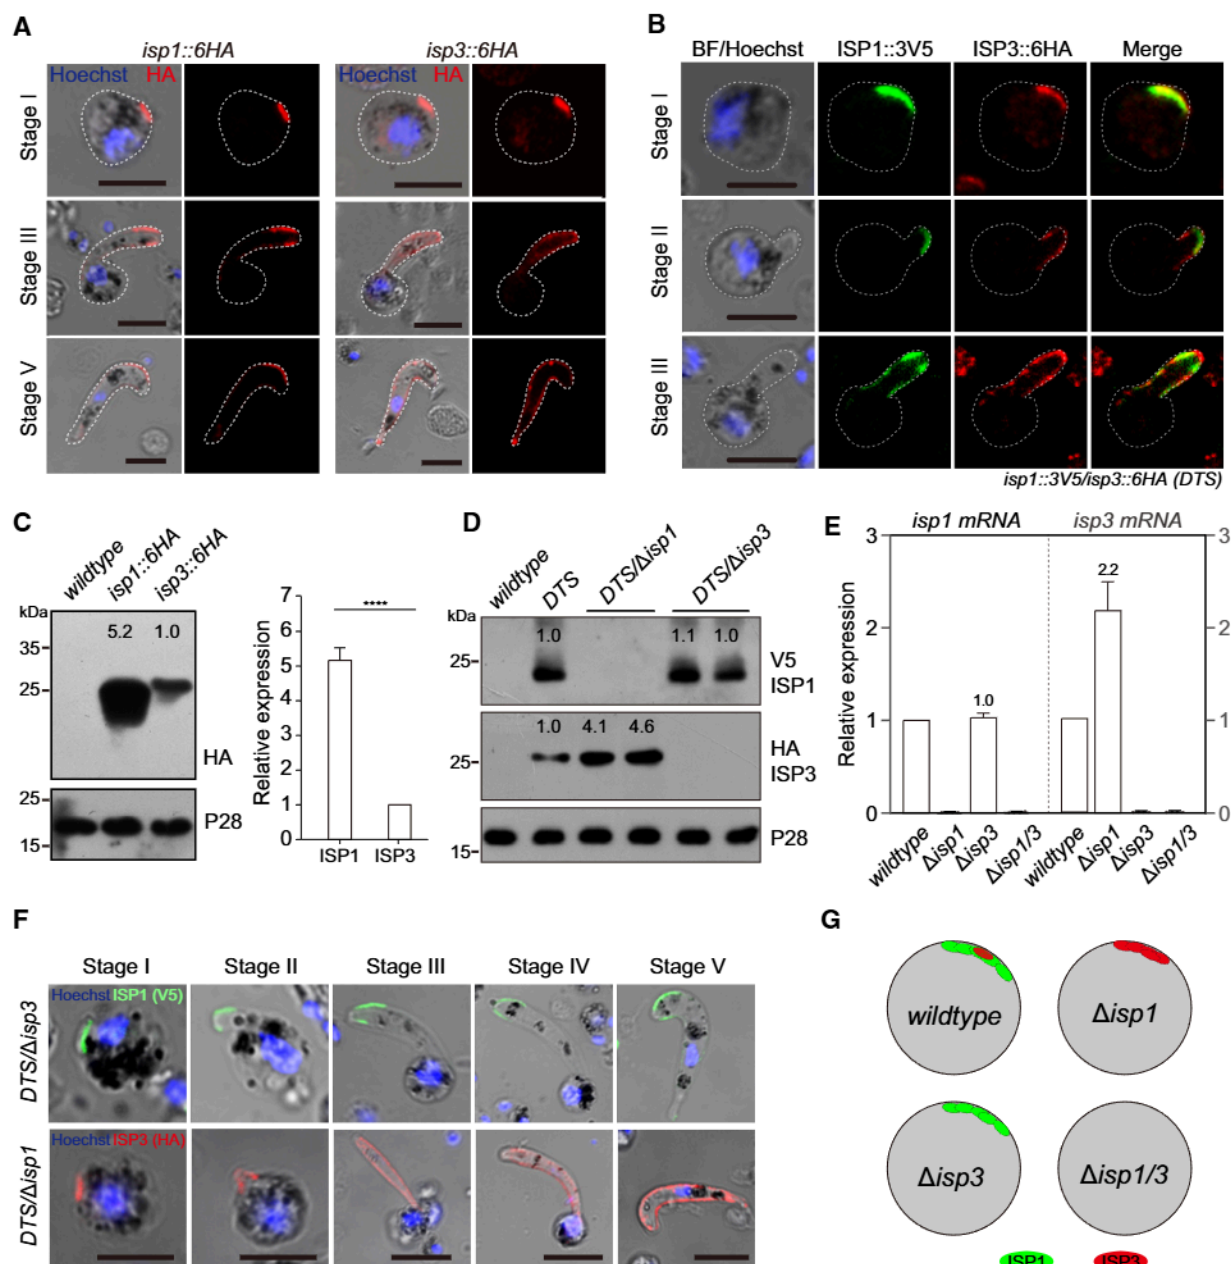 A
isp1::6HA
isp3::6HA
Hoechst HA
Hoechst HA
Stage I
Stage III
Stage V
B
BF/Hoechst
ISP1::3V5
ISP3::6HA
Merge
Stage I
Stage II
Stage III
isp1::3V5/isp3::6HA (DTS)
C
wildtype
isp1::6HA
isp3::6HA
kDa
5.2
1.0
35
25
HA
25
P28
15
Relative expression
7
6
5
4
3
2
1
0
****
ISP1
ISP3
D
wildtype
DTS
DTS/Δisp1
DTS/Δisp3
kDa
1.0
1.1
1.0
25
V5
ISP1
1.0
4.1
4.6
25
HA
ISP3
P28
15
E
isp1 mRNA
isp3 mRNA
Relative expression
3
2
1
0
3
2
1
0
1.0
2.2
wildtype
Δisp1
Δisp3
Δisp1/3
wildtype
Δisp1
Δisp3
Δisp1/3
F
Stage I
Stage II
Stage III
Stage IV
Stage V
DTS/Δisp3
Hoechst ISP1 (V5)
DTS/Δisp1
Hoechst ISP3 (HA)
G
wildtype
Δisp1
Δisp3
Δisp1/3
ISP1
ISP3